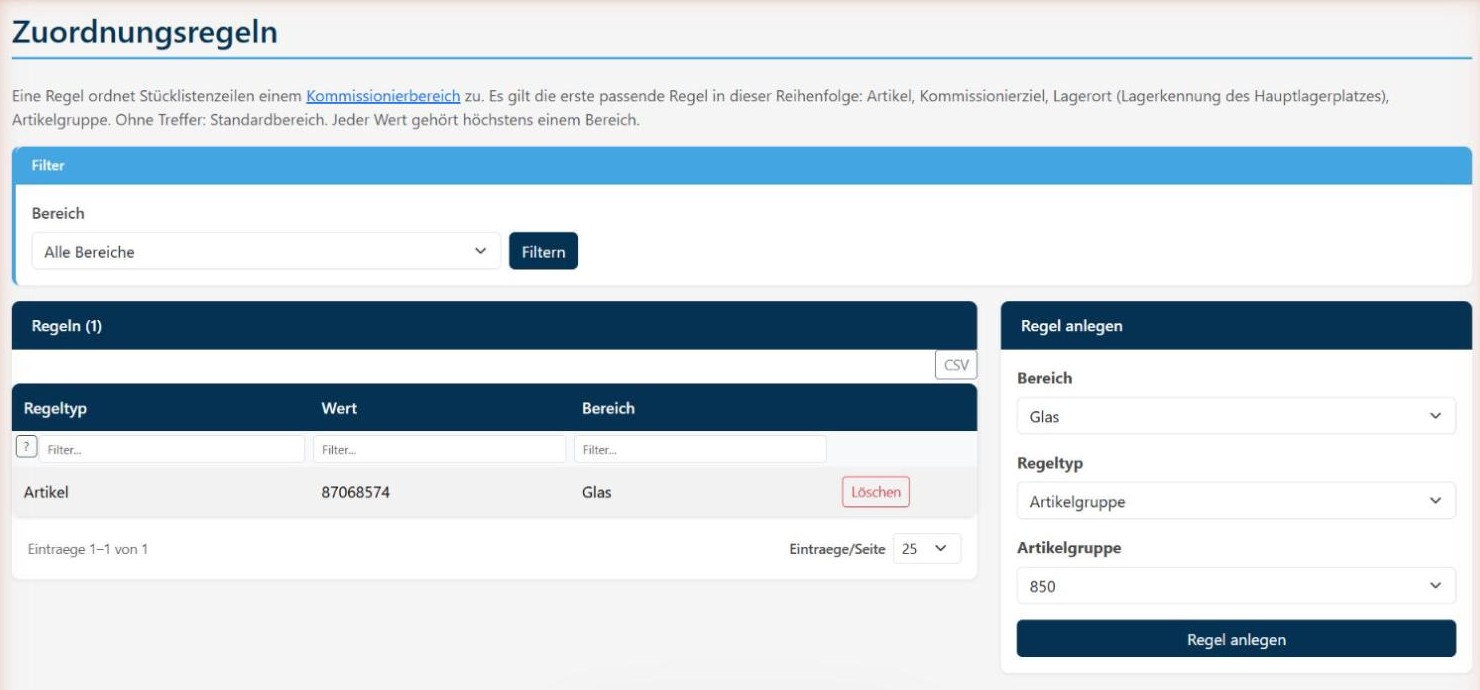 Zuordnungsregeln
Eine Regel ordnet Stücklistenzeilen einem Kommissionierbereich zu. Es gilt die erste passende Regel in dieser Reihenfolge: Artikel, Kommissionierziel, Lagerort (Lagerkennung des Hauptlagerplatzes),
Artikelgruppe. Ohne Treffer: Standardbereich. Jeder Wert gehört höchstens einem Bereich.
Filter
Bereich
Alle Bereiche
Filtern
Regeln (1)
CSV
Regeltyp Wert Bereich
? Filter... Filter... Filter...
Artikel 87068574 Glas Löschen
Eintraege 1–1 von 1 Eintraege/Seite 25
Regel anlegen
Bereich
Glas
Regeltyp
Artikelgruppe
Artikelgruppe
850
Regel anlegen